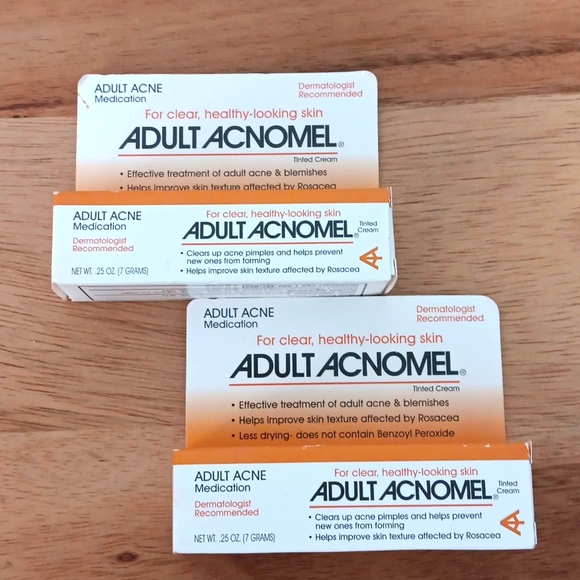 ADULT ACNE
Medication
Dermatologist
Recommended
For clear, healthy-looking skin
ADULT ACNOMEL®
Tinted Cream
• Effective treatment of adult acne & blemishes
• Helps improve skin texture affected by Rosacea
ADULT ACNE
Medication
Dermatologist
Recommended
NET WT. .25 OZ. (7 GRAMS)
For clear, healthy-looking skin
ADULT ACNOMEL®
Tinted
Cream
• Clears up acne pimples and helps prevent
new ones from forming
• Helps improve skin texture affected by Rosacea
ADULT ACNE
Medication
Dermatologist
Recommended
For clear, healthy-looking skin
ADULT ACNOMEL®
Tinted Cream
• Effective treatment of adult acne & blemishes
• Helps improve skin texture affected by Rosacea
• Less drying- does not contain Benzoyl Peroxide
ADULT ACNE
Medication
Dermatologist
Recommended
NET WT. .25 OZ. (7 GRAMS)
For clear, healthy-looking skin
ADULT ACNOMEL®
Tinted
Cream
• Clears up acne pimples and helps prevent
new ones from forming
• Helps improve skin texture affected by Rosacea